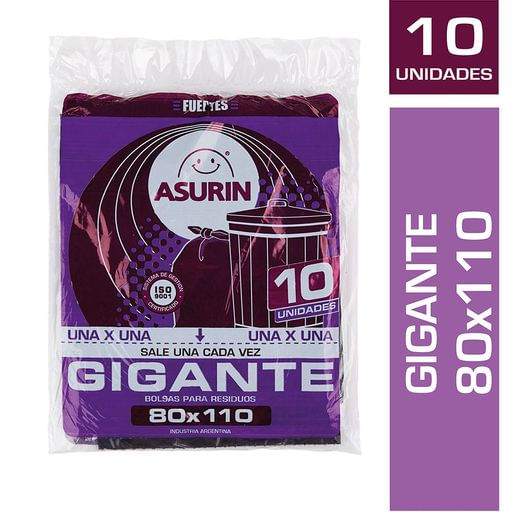 10
UNIDADES
GIGANTE
80x110
FUERTES
ASURIN
SISTEMA DE GESTION
ISO
9001
CERTIFICADO
10
UNIDADES
UNA X UNA
UNA X UNA
SALE UNA CADA VEZ
GIGANTE
BOLSAS PARA RESIDUOS
80x110
INDUSTRIA ARGENTINA